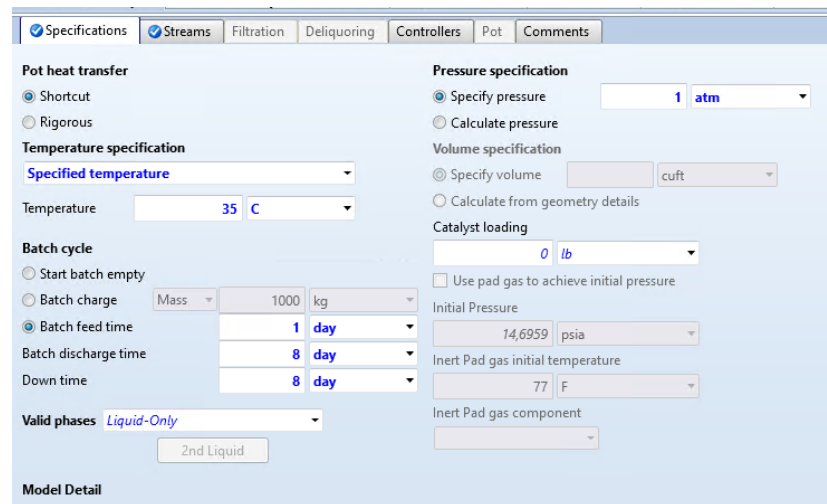 Specifications Streams Filtration Deliquoring Controllers Pot Comments
Pot heat transfer
Shortcut
Rigorous
Temperature specification
Specified temperature
Temperature 35 C
Batch cycle
Start batch empty
Batch charge Mass 1000 kg
Batch feed time 1 day
Batch discharge time 8 day
Down time 8 day
Valid phases Liquid-Only
2nd Liquid
Model Detail
Pressure specification
Specify pressure 1 atm
Calculate pressure
Volume specification
Specify volume cuft
Calculate from geometry details
Catalyst loading
0 lb
Use pad gas to achieve initial pressure
Initial Pressure
14,6959 psia
Inert Pad gas initial temperature
77 F
Inert Pad gas component